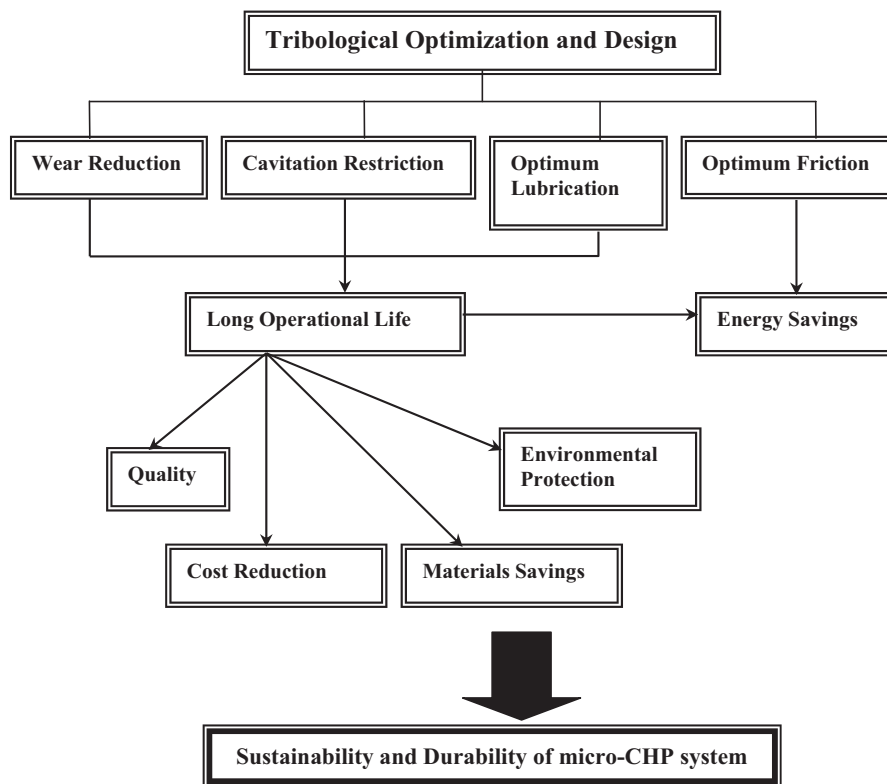 Tribological Optimization and Design
Wear Reduction
Cavitation Restriction
Optimum
Lubrication
Optimum Friction
Long Operational Life
Energy Savings
Quality
Environmental
Protection
Cost Reduction
Materials Savings
Sustainability and Durability of micro-CHP system